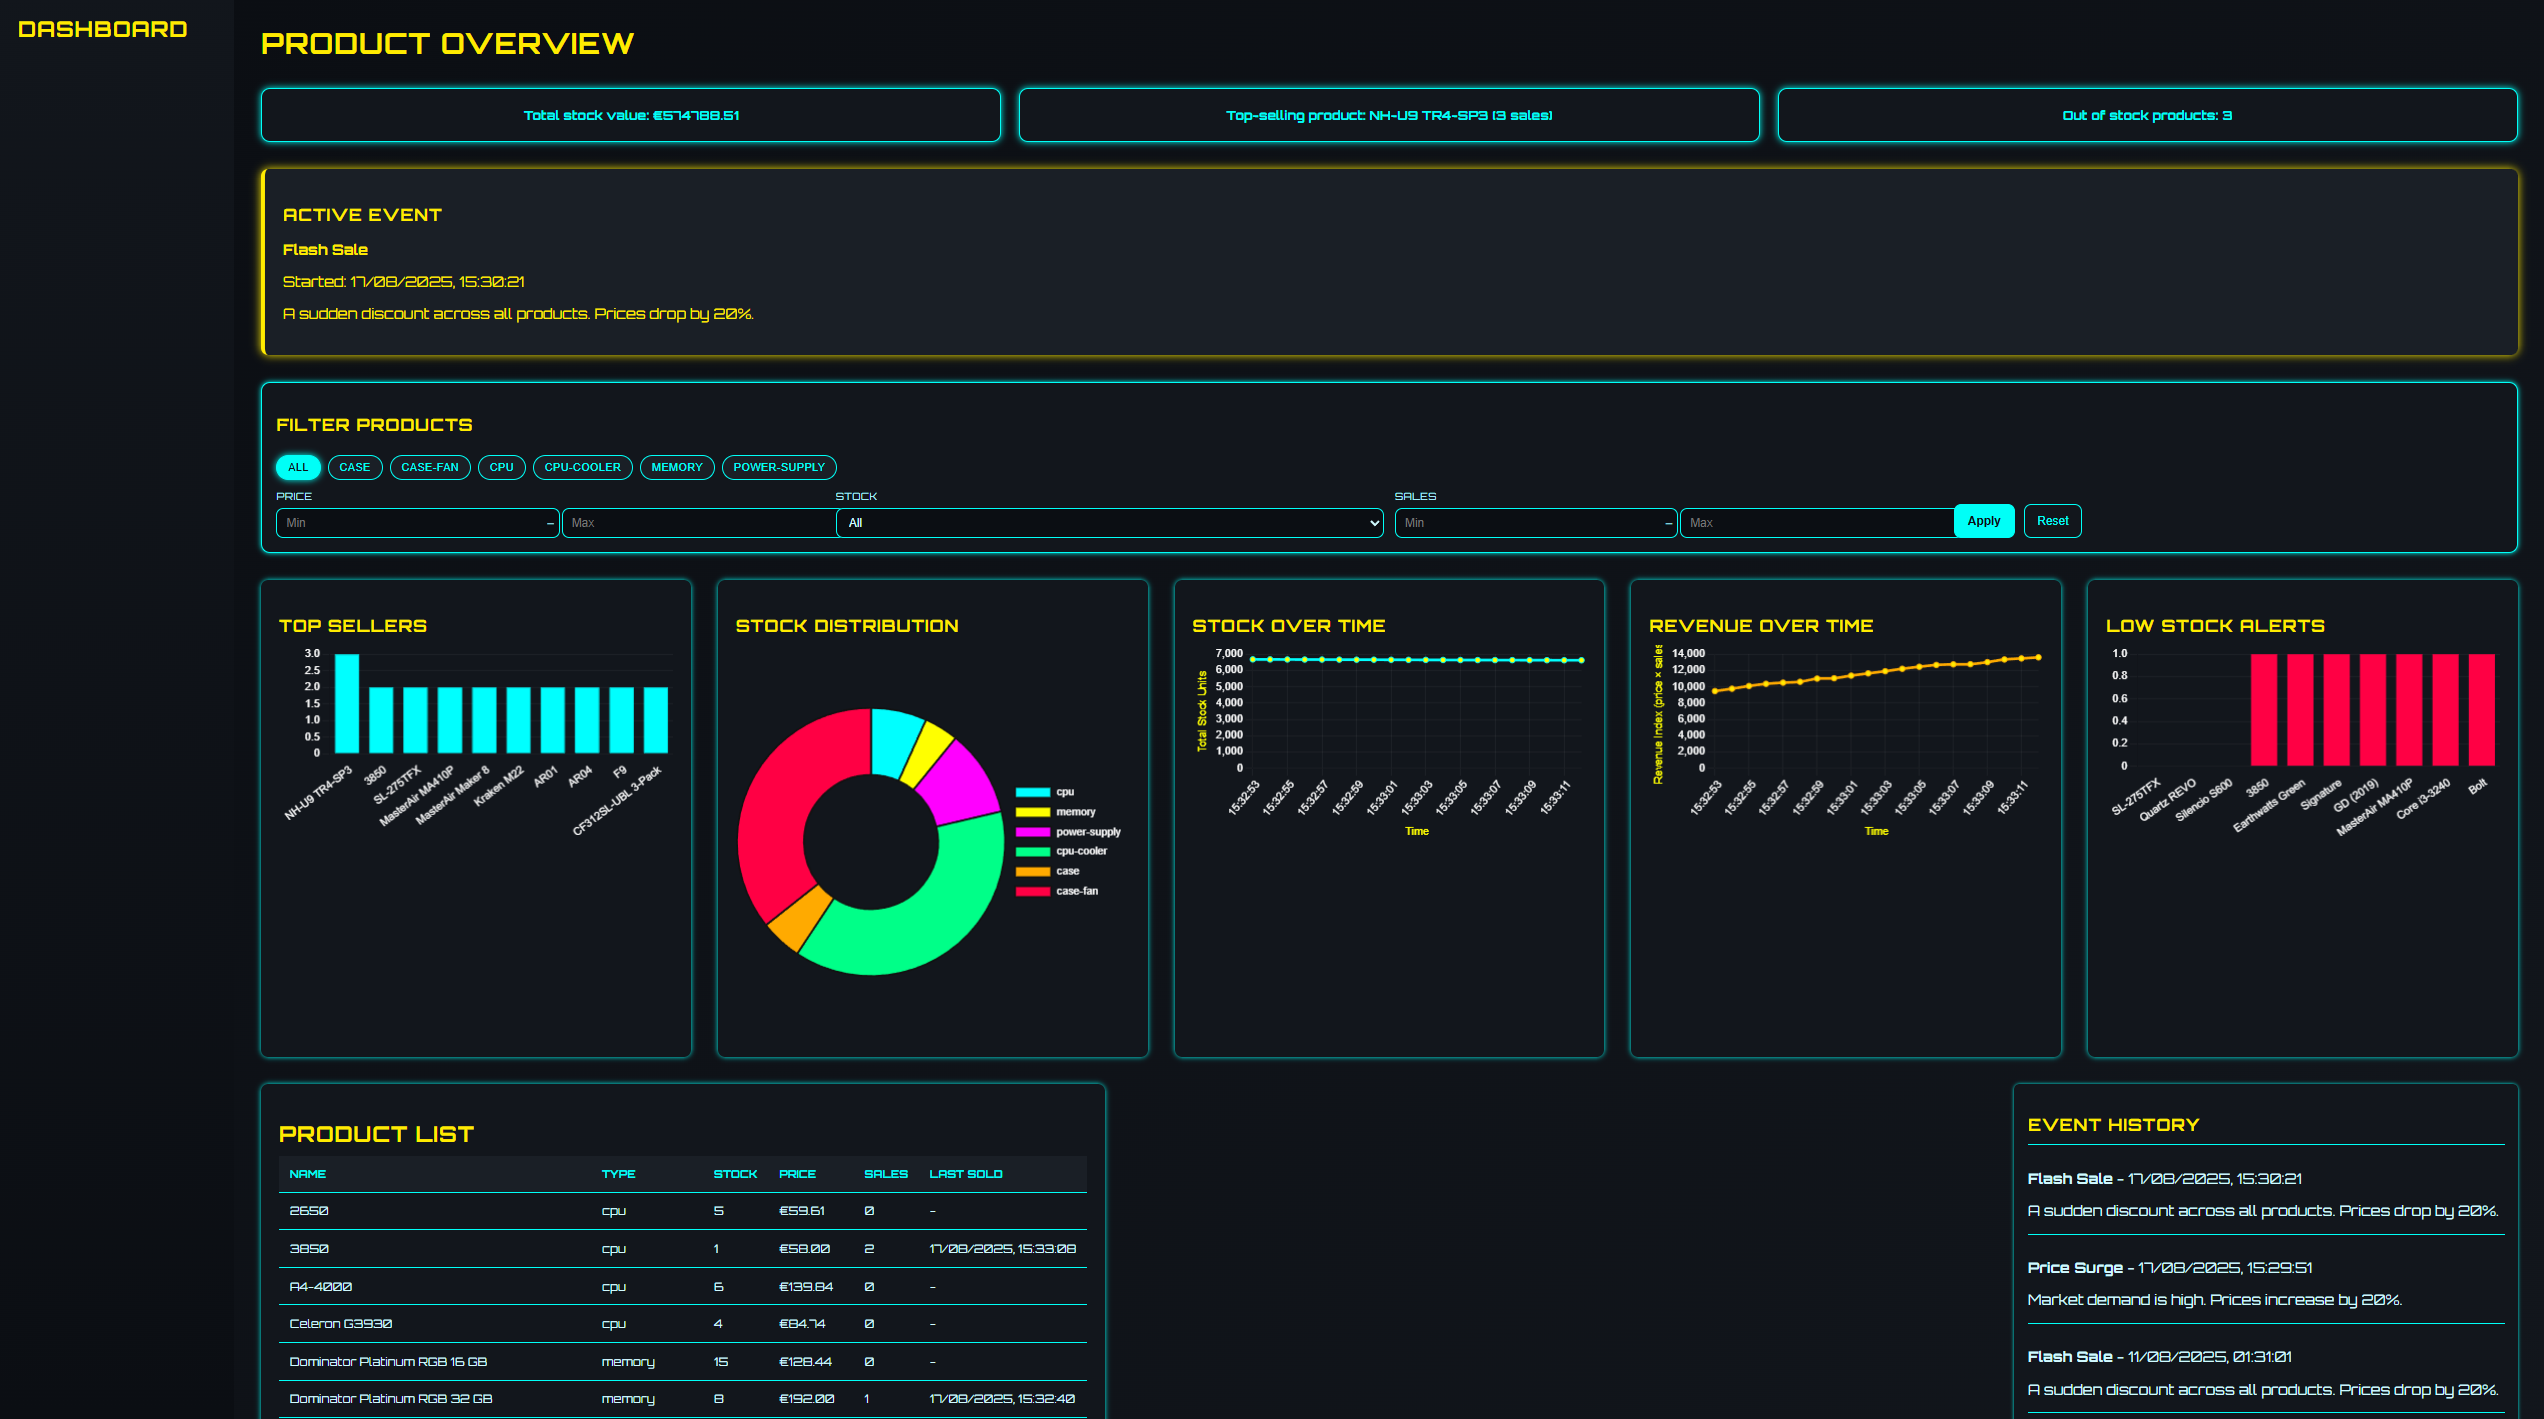 DASHBOARD
PRODUCT OVERVIEW
Total stock value: €574788.51
Top-selling product: NH-U9 TR4-SP3 (3 sales)
Out of stock products: 3
ACTIVE EVENT
Flash Sale
Started: 17/08/2025, 15:30:21
A sudden discount across all products. Prices drop by 20%.
FILTER PRODUCTS
ALL CASE CASE-FAN CPU CPU-COOLER MEMORY POWER-SUPPLY
PRICE STOCK SALES
Min – Max All Min – Max Apply Reset
TOP SELLERS
3.0
2.5
2.0
1.5
1.0
0.5
0
NH-U9 TR4-SP3 3850 SL-275TFX MasterAir MA410P MasterAir Maker 8 Kraken M22 AR01 AR04 F9 CF312SL-UBL 3-Pack
STOCK DISTRIBUTION
cpu
memory
power-supply
cpu-cooler
case
case-fan
STOCK OVER TIME
Total Stock Units
7,000
6,000
5,000
4,000
3,000
2,000
1,000
0
15:32:53 15:32:55 15:32:57 15:32:59 15:33:01 15:33:03 15:33:05 15:33:07 15:33:09 15:33:11
Time
REVENUE OVER TIME
Revenue Index (price × sales
14,000
12,000
10,000
8,000
6,000
4,000
2,000
0
15:32:53 15:32:55 15:32:57 15:32:59 15:33:01 15:33:03 15:33:05 15:33:07 15:33:09 15:33:11
Time
LOW STOCK ALERTS
1.0
0.8
0.6
0.4
0.2
0
SL-275TFX Quartz REVO Silencio S600 3850 Earthwatts Green Signature GD (2019) MasterAir MA410P Core i3-3240 Bolt
PRODUCT LIST
NAME TYPE STOCK PRICE SALES LAST SOLD
2650 cpu 5 €59.61 0 -
3850 cpu 1 €58.00 2 17/08/2025, 15:33:08
A4-4000 cpu 6 €139.84 0 -
Celeron G3930 cpu 4 €84.74 0 -
Dominator Platinum RGB 16 GB memory 15 €128.44 0 -
Dominator Platinum RGB 32 GB memory 8 €192.00 1 17/08/2025, 15:32:40
EVENT HISTORY
Flash Sale - 17/08/2025, 15:30:21
A sudden discount across all products. Prices drop by 20%.
Price Surge - 17/08/2025, 15:29:51
Market demand is high. Prices increase by 20%.
Flash Sale - 11/08/2025, 01:31:01
A sudden discount across all products. Prices drop by 20%.